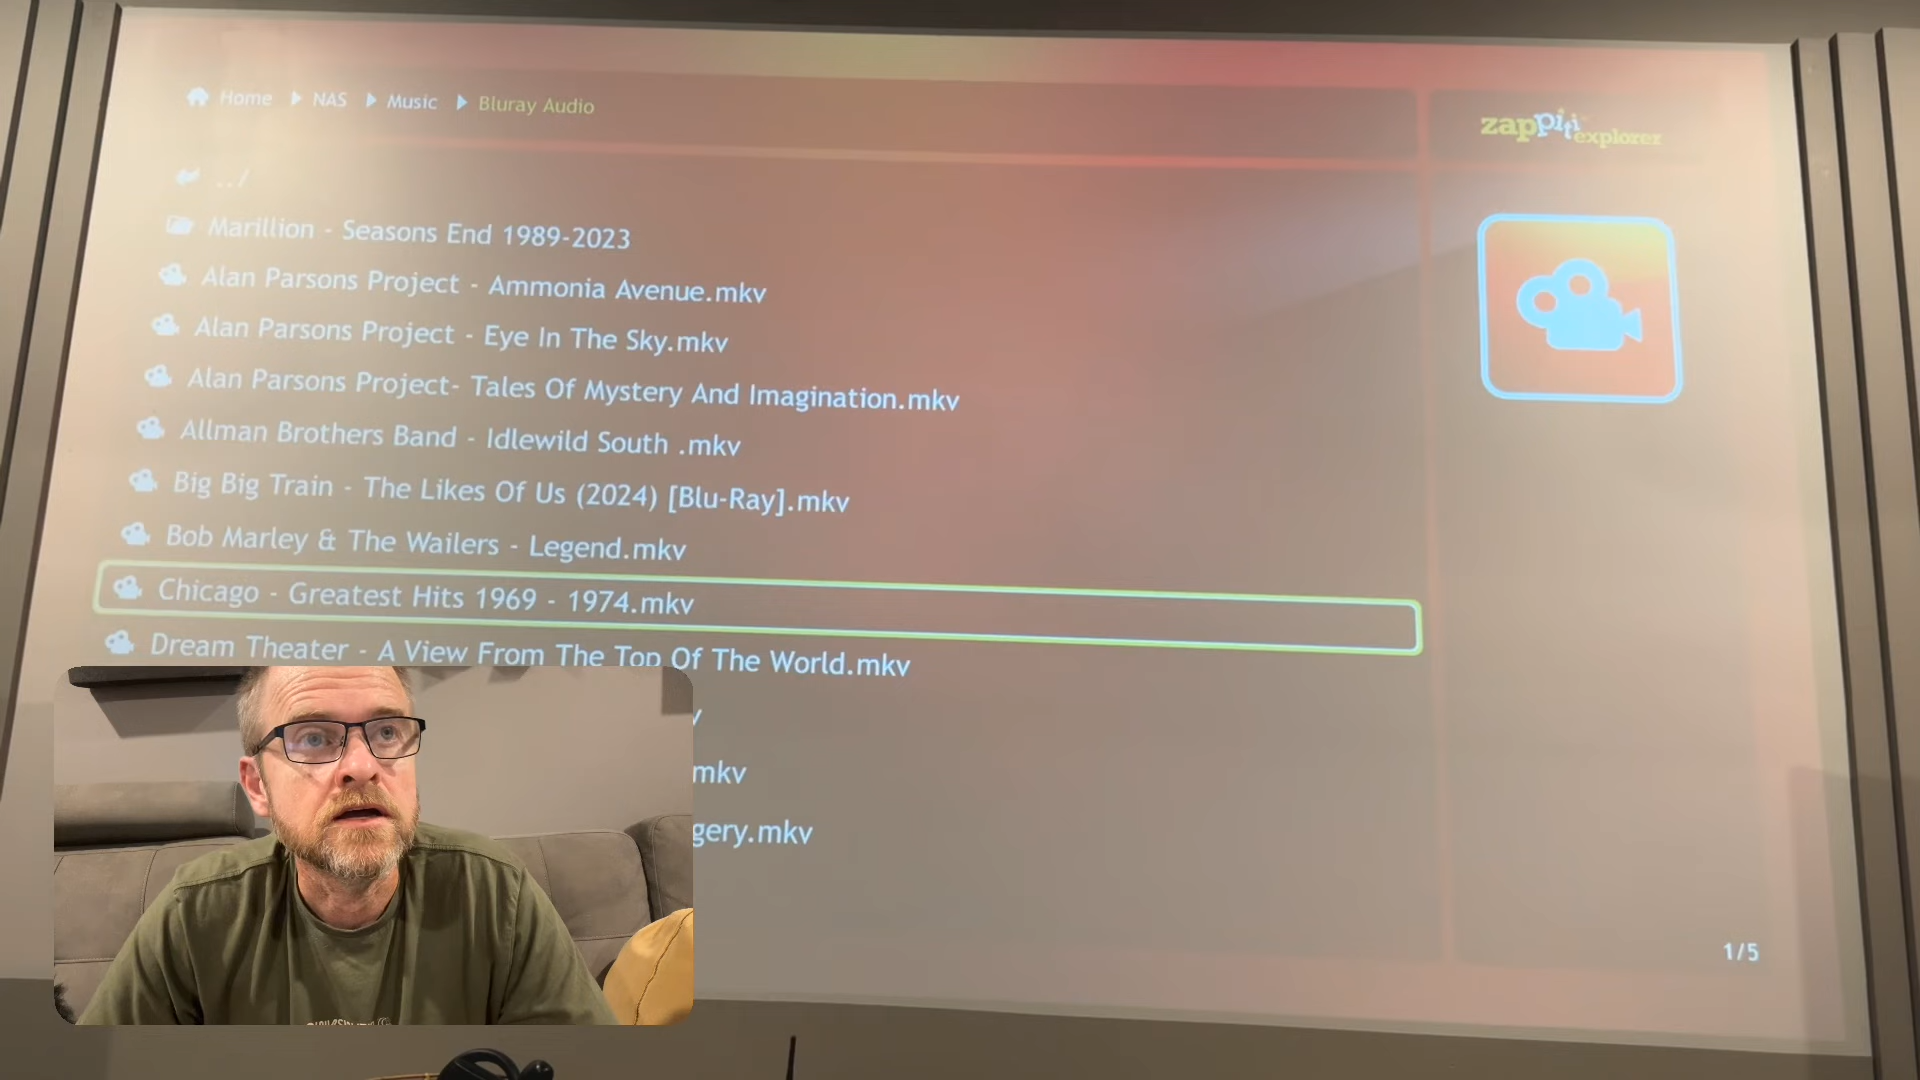 Home NAS Music Bluray Audio
zappiti explorer
../
Marillion - Seasons End 1989-2023
Alan Parsons Project - Ammonia Avenue.mkv
Alan Parsons Project - Eye In The Sky.mkv
Alan Parsons Project- Tales Of Mystery And Imagination.mkv
Allman Brothers Band - Idlewild South .mkv
Big Big Train - The Likes Of Us (2024) [Blu-Ray].mkv
Bob Marley & The Wailers - Legend.mkv
Chicago - Greatest Hits 1969 - 1974.mkv
Dream Theater - A View From The Top Of The World.mkv
mkv
gery.mkv
1/5